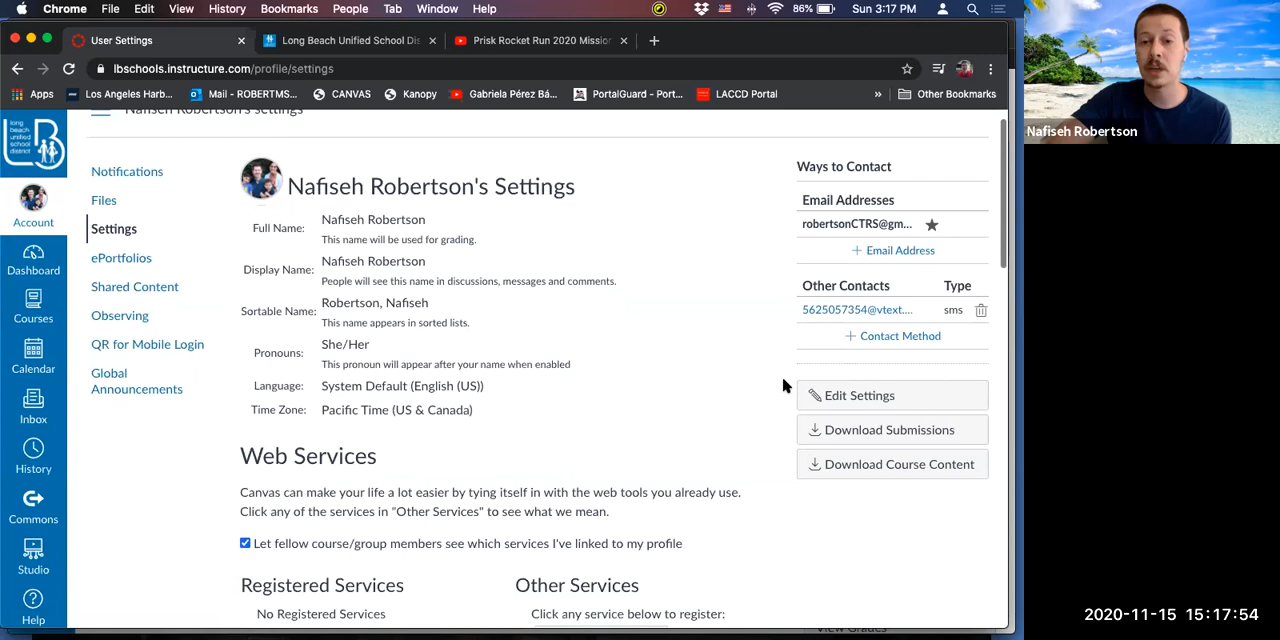 Chrome File Edit View History Bookmarks People Tab Window Help 86% Sun 3:17 PM
User Settings Long Beach Unified School Dis Prisk Rocket Run 2020 Missio
lbschools.instructure.com/profile/settings
Apps Los Angeles Harb... Mail - ROBERTMS... CANVAS Kanopy Gabriela Pérez Bá... PortalGuard - Port... LACCD Portal » Other Bookmarks
Nafiseh Robertson's settings
long beach unified school district
Account
Dashboard
Courses
Calendar
Inbox
History
Commons
Studio
Help
Notifications
Files
Settings
ePortfolios
Shared Content
Observing
QR for Mobile Login
Global
Announcements
Nafiseh Robertson's Settings
Full Name: Nafiseh Robertson
This name will be used for grading.
Display Name: Nafiseh Robertson
People will see this name in discussions, messages and comments.
Sortable Name: Robertson, Nafiseh
This name appears in sorted lists.
Pronouns: She/Her
This pronoun will appear after your name when enabled
Language: System Default (English (US))
Time Zone: Pacific Time (US & Canada)
Web Services
Canvas can make your life a lot easier by tying itself in with the web tools you already use.
Click any of the services in "Other Services" to see what we mean.
Let fellow course/group members see which services I've linked to my profile
Registered Services
No Registered Services
Other Services
Click any service below to register:
Ways to Contact
Email Addresses
robertsonCTRS@gm...
+ Email Address
Other Contacts Type
5625057354@vtext.... sms
+ Contact Method
Edit Settings
Download Submissions
Download Course Content
View Grades
Nafiseh Robertson
2020-11-15 15:17:54